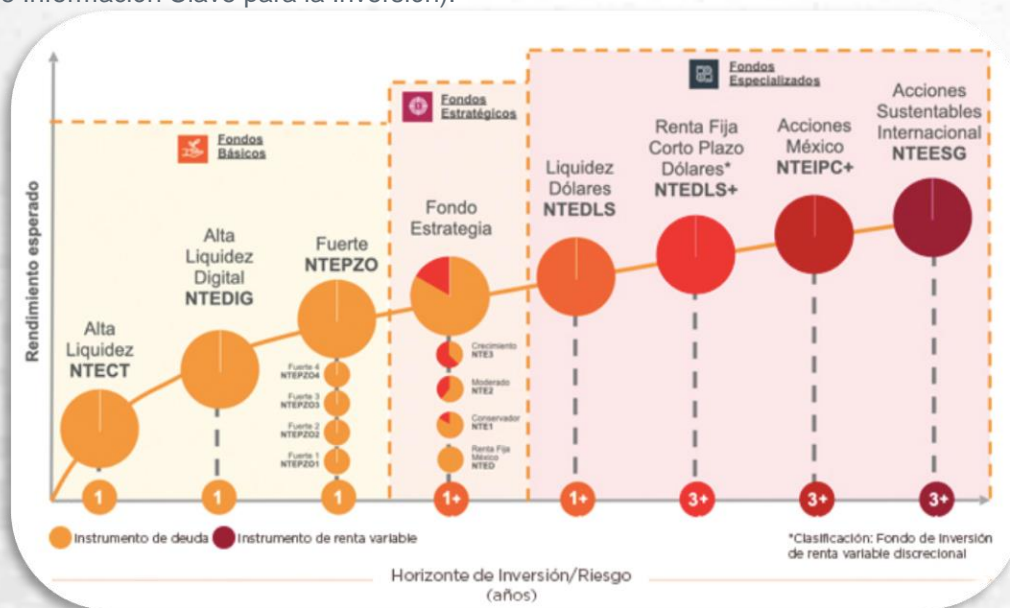 Información Clave para la Inversión).
Fondos
Básicos
Fondos
Estratégicos
Fondos
Especializados
Rendimiento esperado
Alta
Liquidez
NTECT
Alta
Liquidez
Digital
NTEDIG
Fuerte
NTEPZO
Fuerte 4
NTEPZO4
Fuerte 3
NTEPZO3
Fuerte 2
NTEPZO2
Fuerte 1
NTEPZO1
Fondo
Estrategia
Crecimiento
NTE3
Moderado
NTE2
Conservador
NTE1
Renta Fija
México
NTED
Liquidez
Dólares
NTEDLS
Renta Fija
Corto Plazo
Dólares*
NTEDLS+
Acciones
México
NTEIPC+
Acciones
Sustentables
Internacional
NTEESG
1
1
1
1+
1+
3+
3+
3+
Instrumento de deuda
Instrumento de renta variable
*Clasificación: Fondo de Inversión
de renta variable discrecional
Horizonte de Inversión/Riesgo
(años)